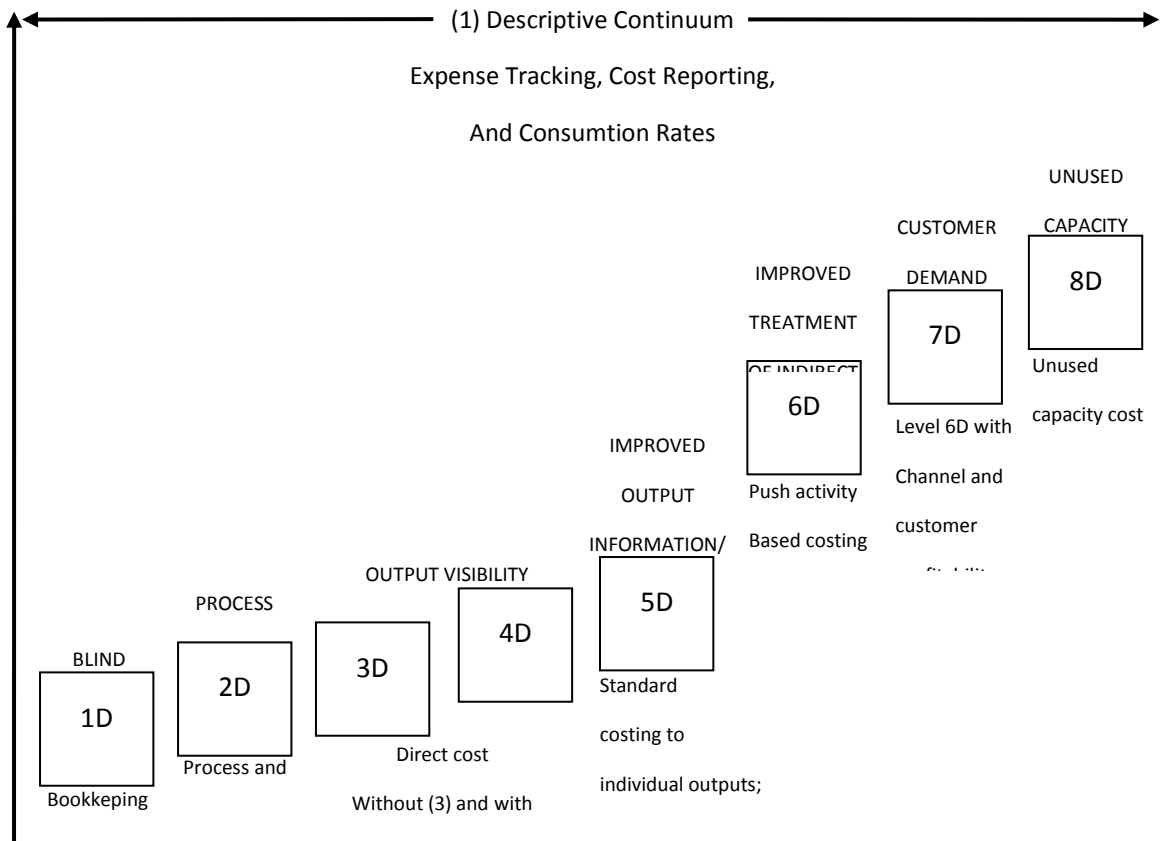 (1) Descriptive Continuum
Expense Tracking, Cost Reporting,
And Consumtion Rates
UNUSED
CAPACITY
8D
Unused
capacity cost
CUSTOMER
DEMAND
7D
Level 6D with
Channel and
customer
IMPROVED
TREATMENT
OF INDIRECT
6D
Push activity
Based costing
IMPROVED
OUTPUT
INFORMATION/
5D
Standard
costing to
individual outputs;
OUTPUT VISIBILITY
3D
4D
Direct cost
Without (3) and with
PROCESS
2D
Process and
BLIND
1D
Bookkeping